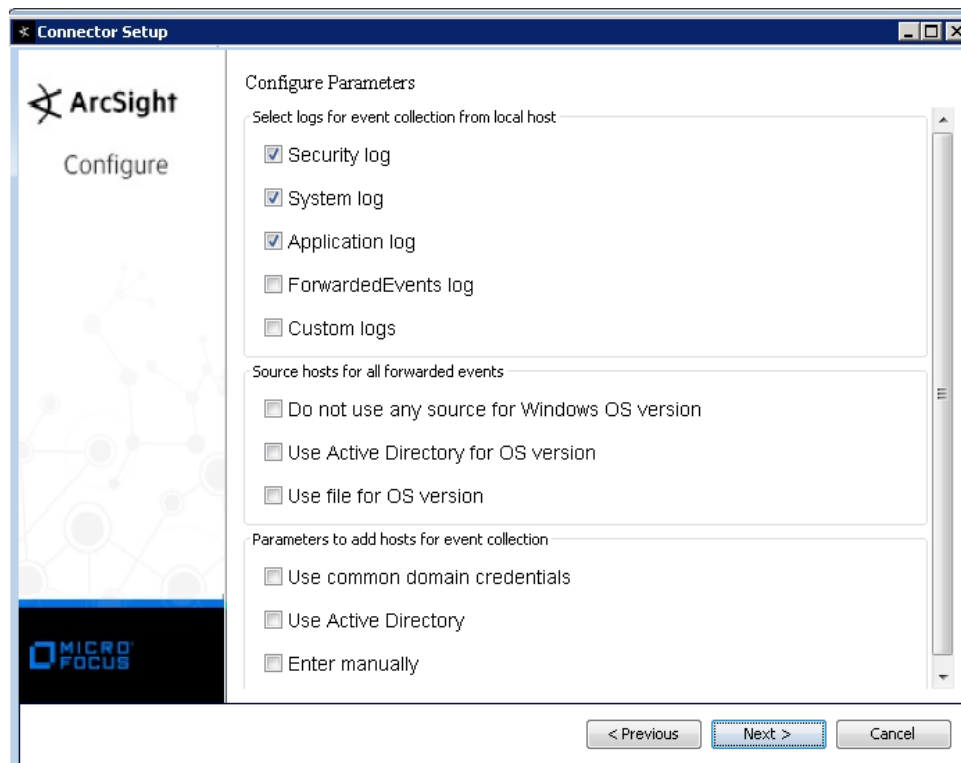 Connector Setup
ArcSight
Configure
Configure Parameters
Select logs for event collection from local host
Security log
System log
Application log
ForwardedEvents log
Custom logs
Source hosts for all forwarded events
Do not use any source for Windows OS version
Use Active Directory for OS version
Use file for OS version
Parameters to add hosts for event collection
Use common domain credentials
Use Active Directory
Enter manually
MICRO
FOCUS
< Previous
Next >
Cancel